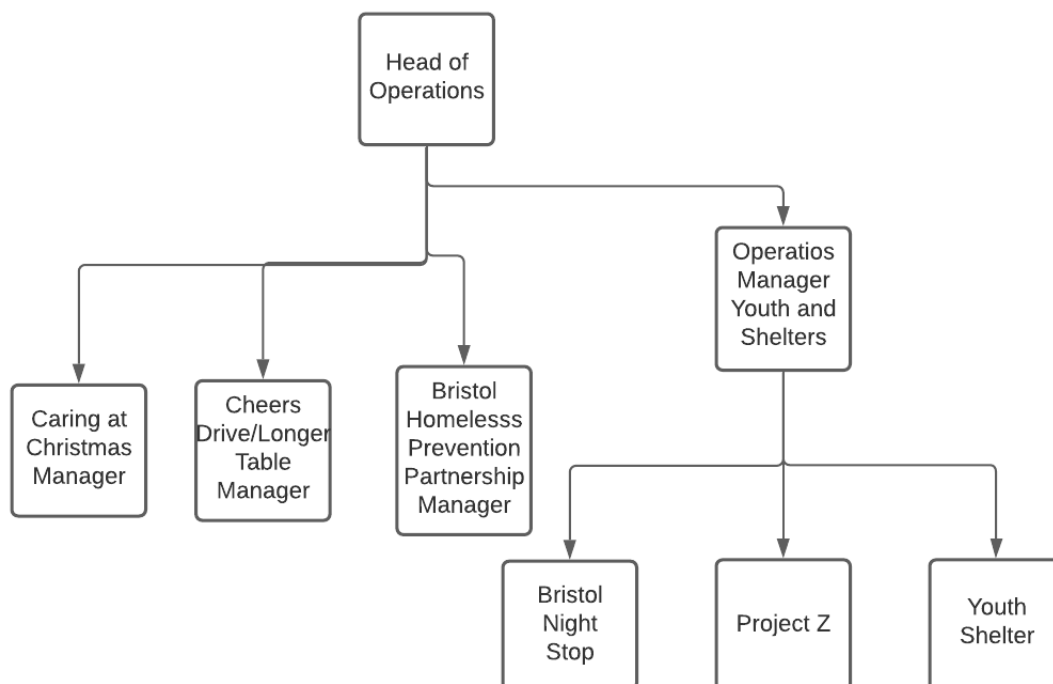 Head of
Operations
Operatios
Manager
Youth and
Shelters
Caring at
Christmas
Manager
Cheers
Drive/Longer
Table
Manager
Bristol
Homelesss
Prevention
Partnership
Manager
Bristol
Night
Stop
Project Z
Youth
Shelter